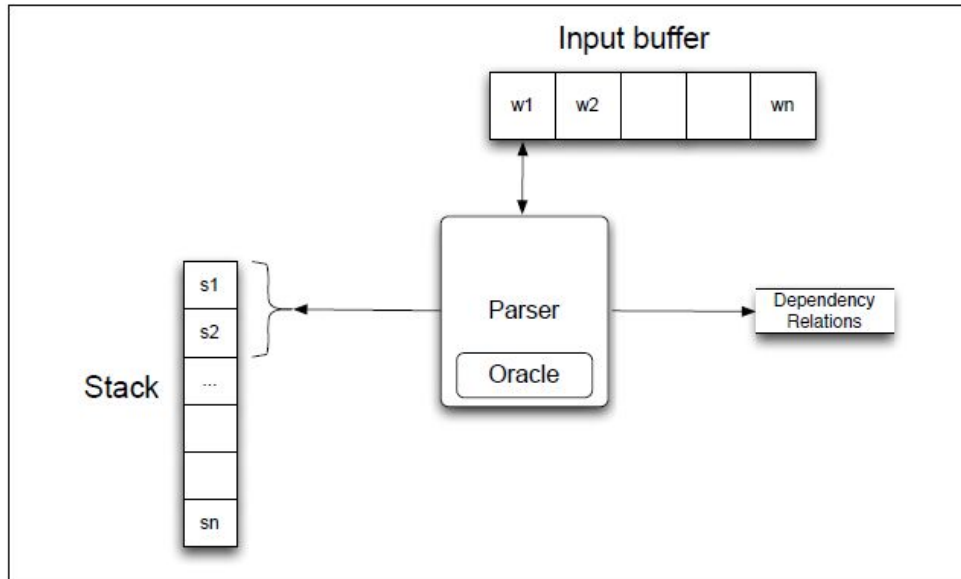 Input buffer
w1 w2 wn
s1
s2
...
sn
Stack
Parser
Oracle
Dependency
Relations